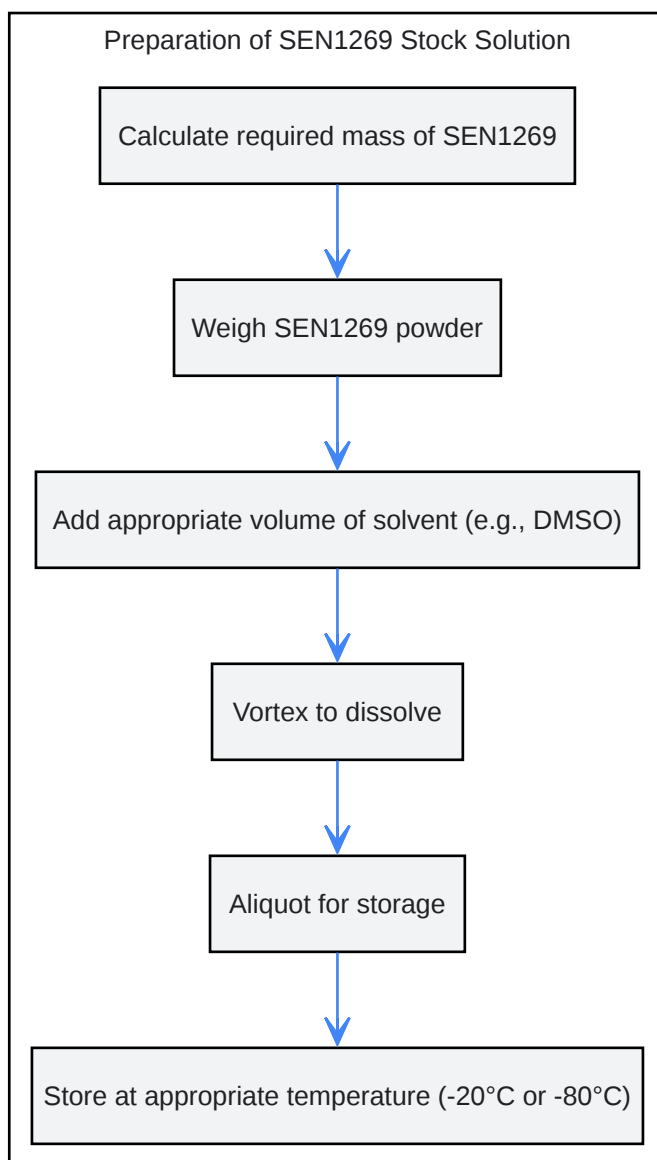 Preparation of SEN1269 Stock Solution
Calculate required mass of SEN1269
Weigh SEN1269 powder
Add appropriate volume of solvent (e.g., DMSO)
Vortex to dissolve
Aliquot for storage
Store at appropriate temperature (-20°C or -80°C)